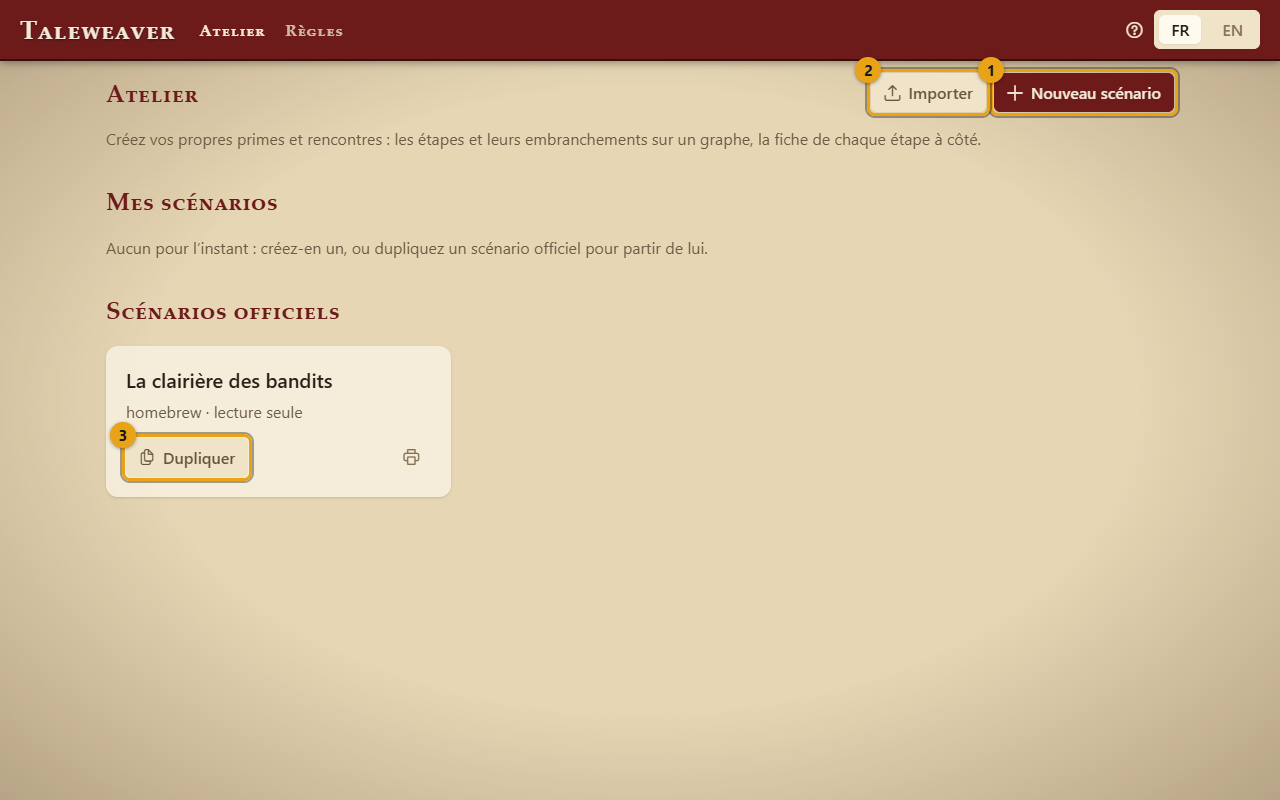 Taleweaver Atelier Règles FR EN
Atelier
2 Importer 1 Nouveau scénario
Créez vos propres primes et rencontres : les étapes et leurs embranchements sur un graphe, la fiche de chaque étape à côté.
Mes scénarios
Aucun pour l’instant : créez-en un, ou dupliquez un scénario officiel pour partir de lui.
Scénarios officiels
La clairière des bandits
homebrew · lecture seule
3 Dupliquer